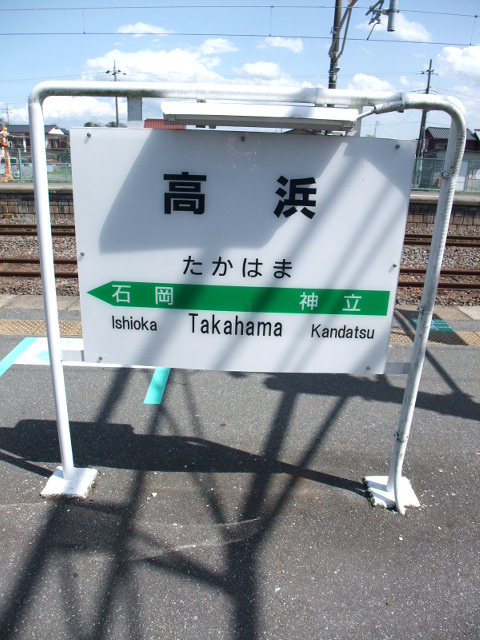 高 浜
たかはま
石 岡 神 立
Ishioka Takahama Kandatsu